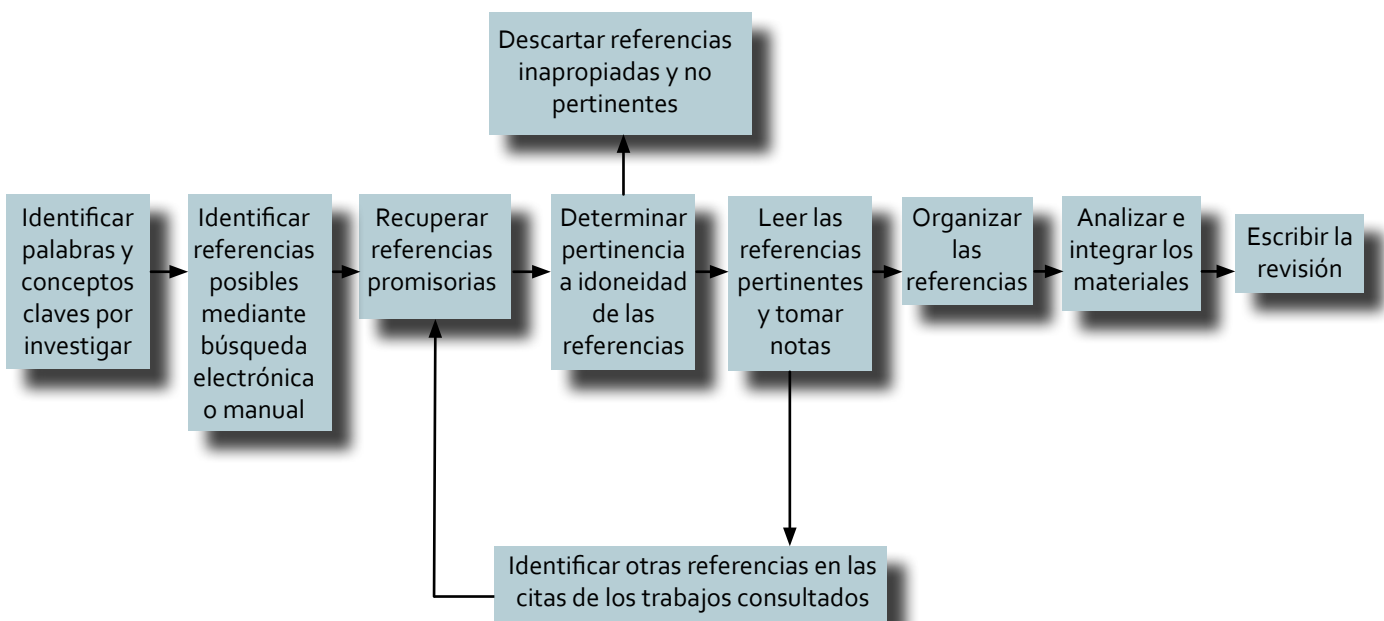 Descartar referencias
inapropiadas y no
pertinentes
Identificar
palabras y
conceptos
claves por
investigar
Identificar
referencias
posibles
mediante
búsqueda
electrónica
o manual
Recuperar
referencias
promisorias
Determinar
pertinencia
a idoneidad
de las
referencias
Leer las
referencias
pertinentes
y tomar
notas
Organizar
las
referencias
Analizar e
integrar los
materiales
Escribir la
revisión
Identificar otras referencias en las
citas de los trabajos consultados